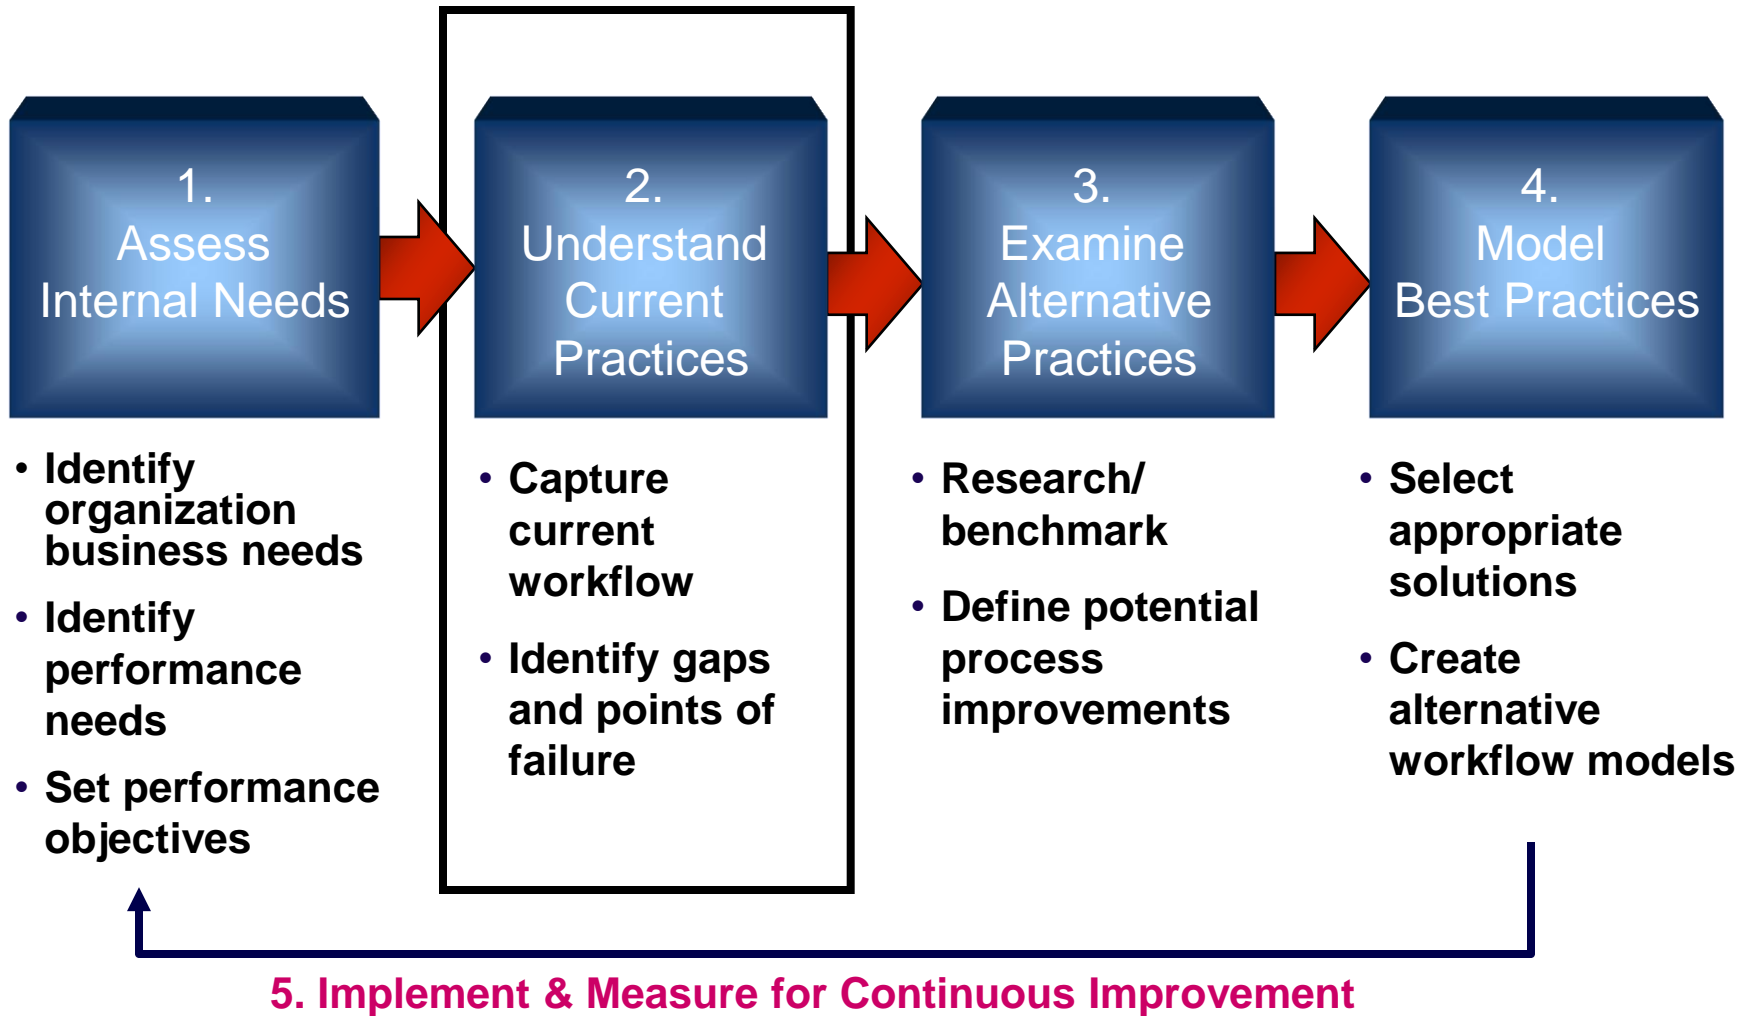 1.
Assess
Internal Needs
• Identify
organization
business needs
• Identify
performance
needs
• Set performance
objectives
2.
Understand
Current
Practices
• Capture
current
workflow
• Identify gaps
and points of
failure
3.
Examine
Alternative
Practices
• Research/
benchmark
• Define potential
process
improvements
4.
Model
Best Practices
• Select
appropriate
solutions
• Create
alternative
workflow models
5. Implement & Measure for Continuous Improvement